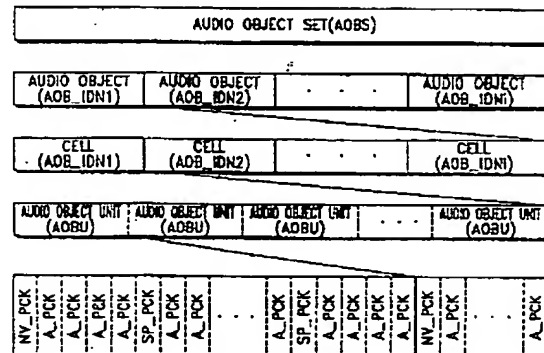 AUDIO OBJECT SET(AOBS)
AUDIO OBJECT AUDIO OBJECT . . . AUDIO OBJECT
(AOB_IDN1) (AOB_IDN2) (AOB_IDNi)
CELL CELL . . . CELL
(AOB_IDN1) (AOB_IDN2) (AOB_IDNi)
AUDIO OBJECT UNIT AUDIO OBJECT UNIT AUDIO OBJECT UNIT . . . AUDIO OBJECT UNIT
(AOBU) (AOBU) (AOBU) (AOBU)
NV_PCK A_PCK A_PCK A_PCK A_PCK SP_PCK A_PCK . . . A_PCK SP_PCK A_PCK A_PCK A_PCK NV_PCK A_PCK . . . A_PCK